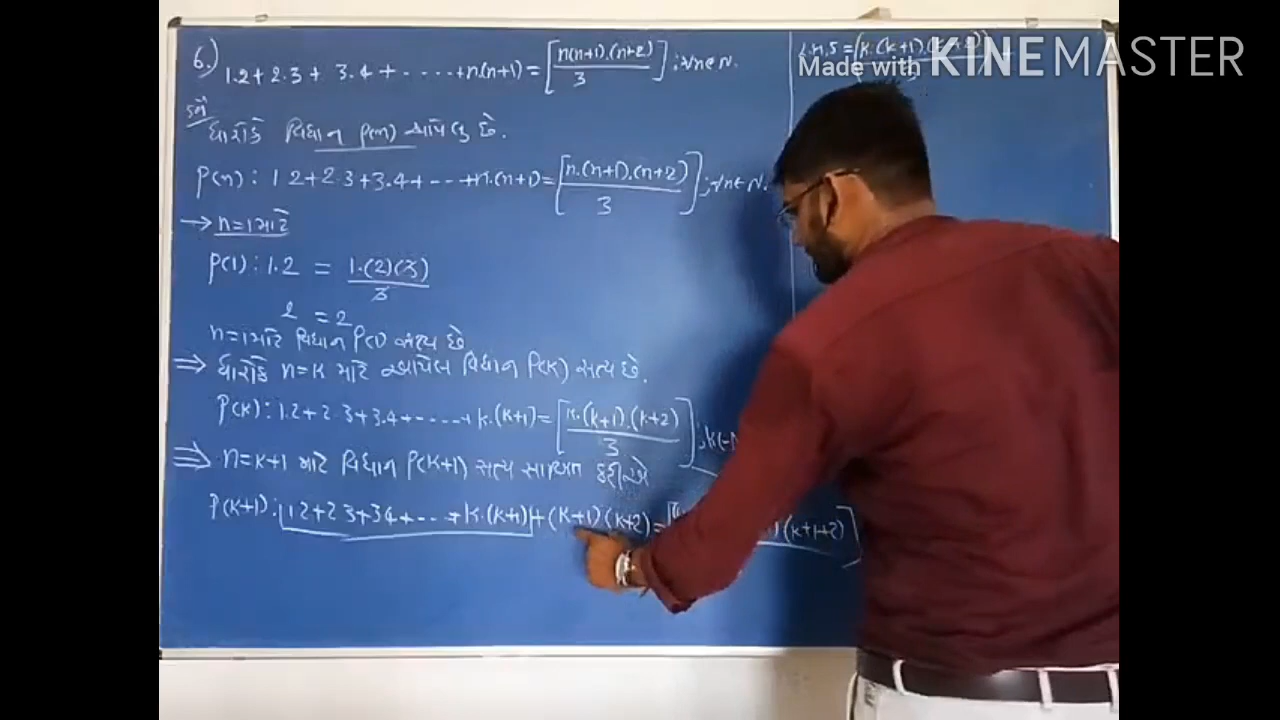 6.) 1.2+2.3+ 3.4+ - - - - -+n(n+1) = [n(n+1).(n+2)/3] ; ∀n∈N.
ધારોકે વિધાન P(n) આપેલુ છે.
P(n) : 1.2+2.3+3.4+ - - -+n.(n+1) = [n.(n+1).(n+2)/3] ; ∀n∈N.
→ n=1 માટે
P(1) : 1.2 = 1.(2)(3)/3
2 = 2
n=1 માટે વિધાન P(1) સત્ય છે
⇒ ધારોકે n=k માટે આપેલ વિધાન P(k) સત્ય છે.
P(k) : 1.2+2.3+3.4+ - - - - -+k.(k+1) = [k.(k+1).(k+2)/3] ;
⇒ n=k+1 માટે વિધાન P(k+1) સત્ય સાબિત કરીએ
P(k+1) : 1.2+2.3+3.4+ - - -+k.(k+1)+(k+1)(k+2) = (k+1+2)]
L.H.S = (k.(k+1).
Made with KINEMASTER